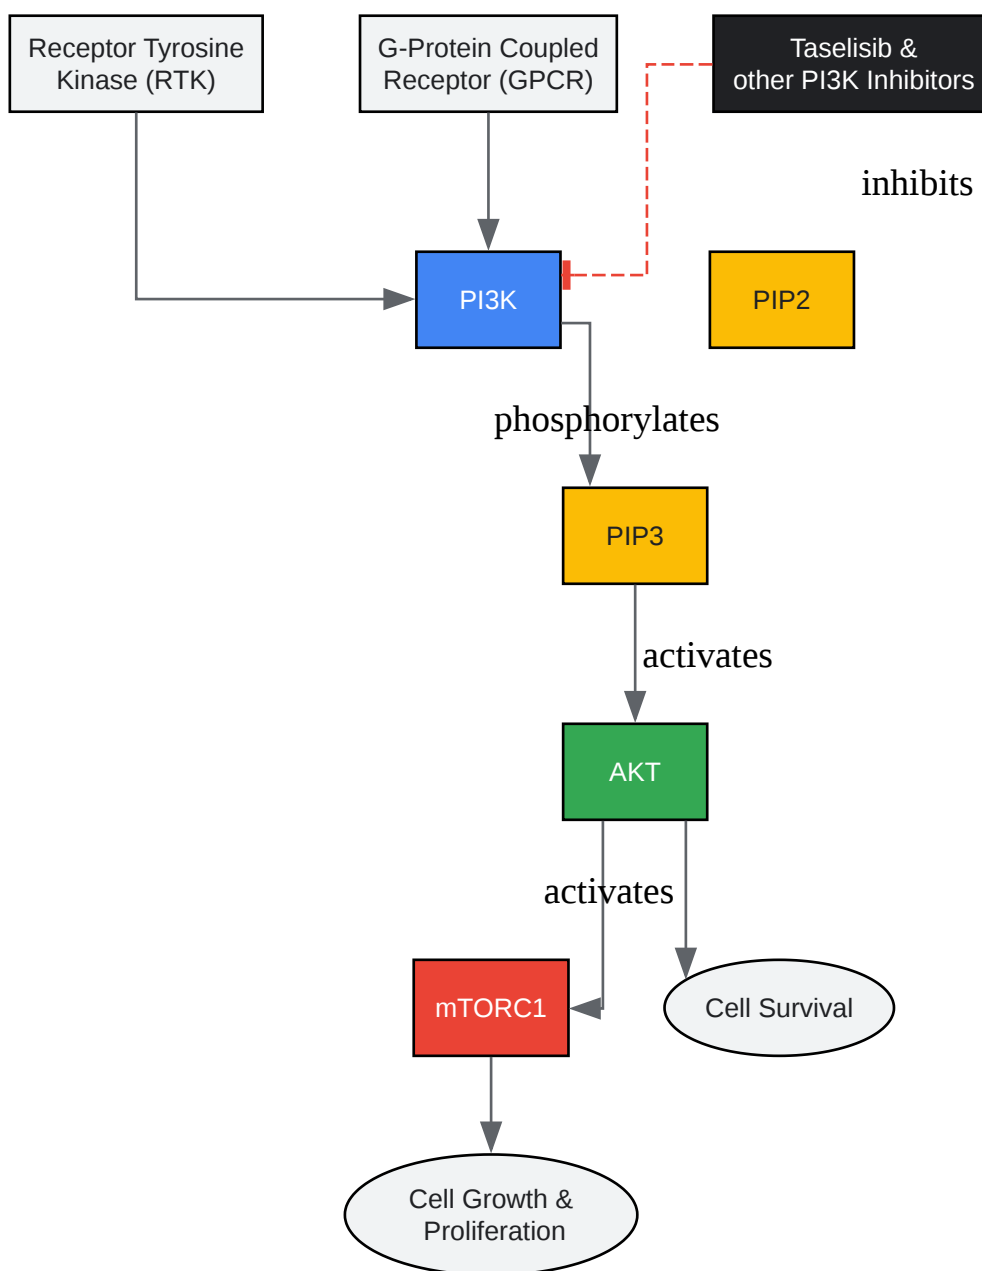 Receptor Tyrosine
Kinase (RTK)
G-Protein Coupled
Receptor (GPCR)
Taselisib &
other PI3K Inhibitors
inhibits
PI3K
PIP2
phosphorylates
PIP3
activates
AKT
activates
mTORC1
Cell Survival
Cell Growth &
Proliferation